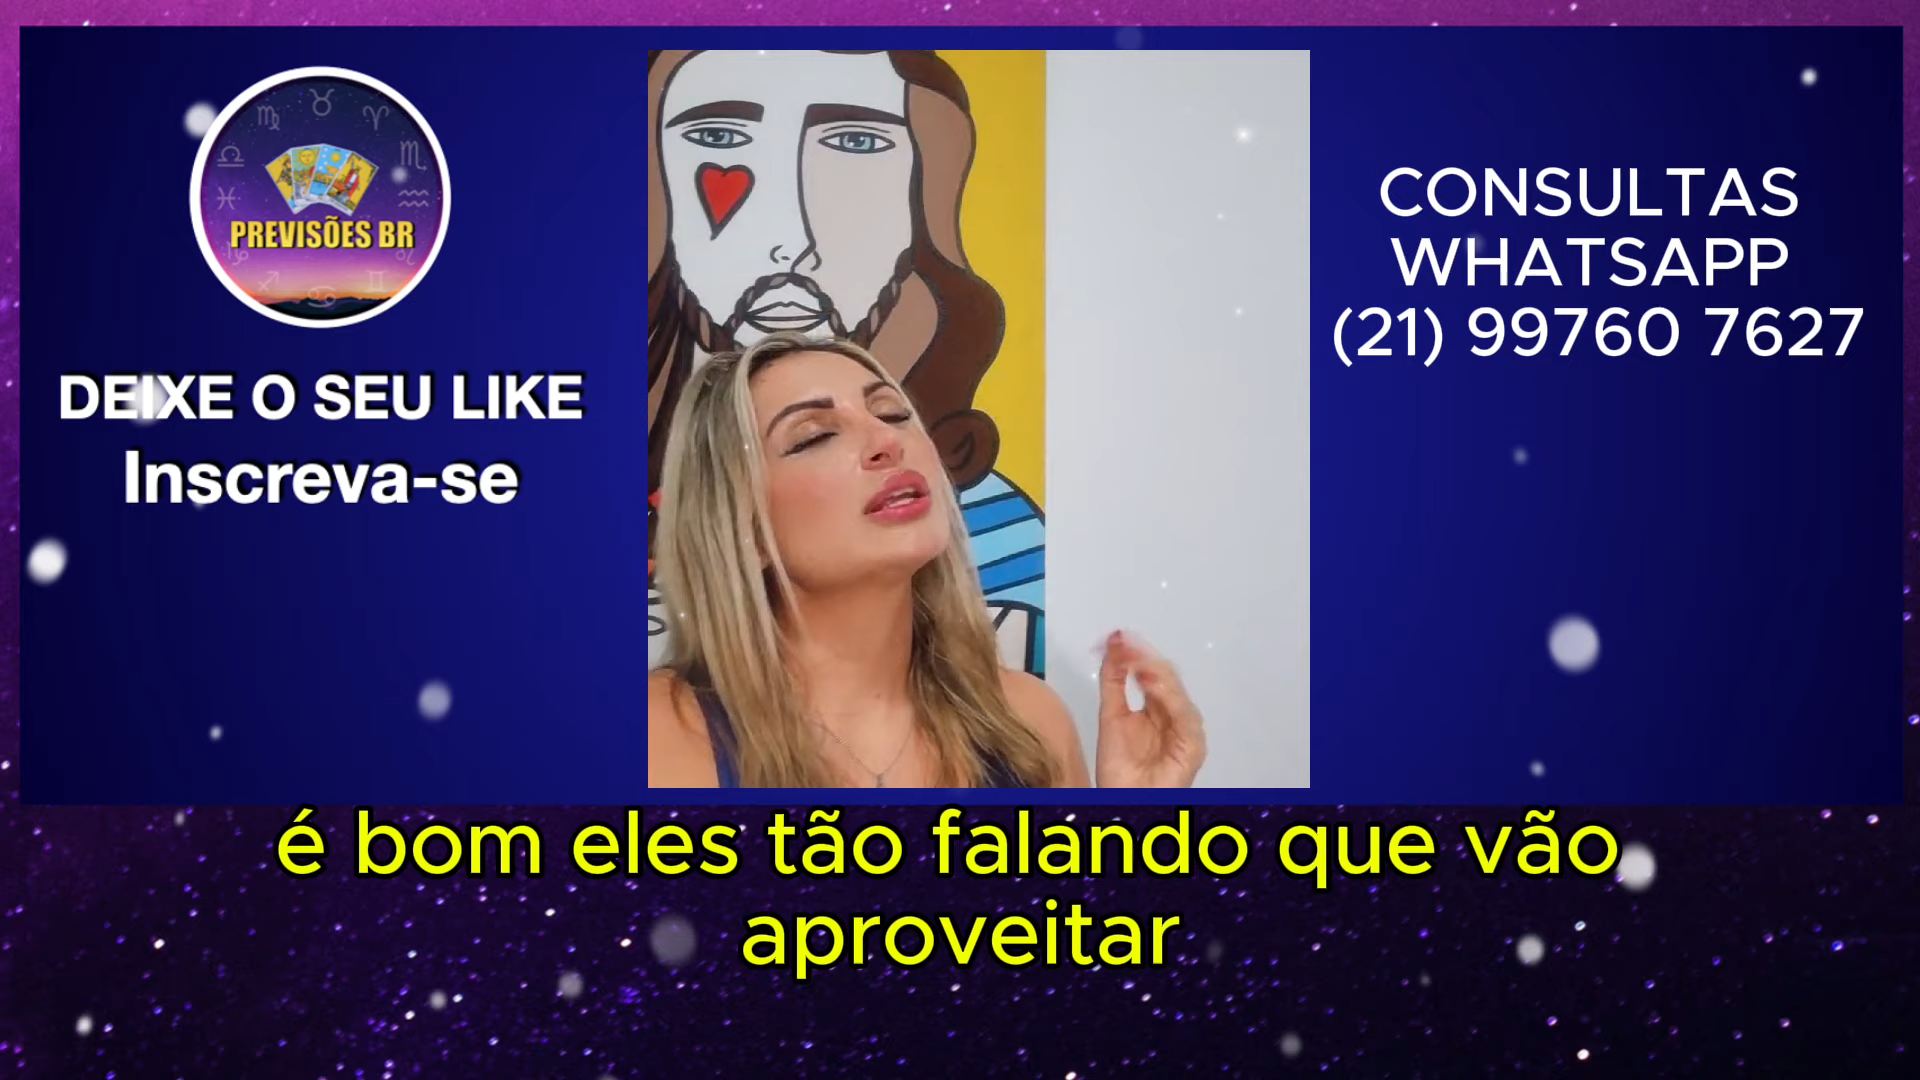 PREVISÕES BR
DEIXE O SEU LIKE
Inscreva-se
CONSULTAS
WHATSAPP
(21) 99760 7627
é bom eles tão falando que vão
aproveitar